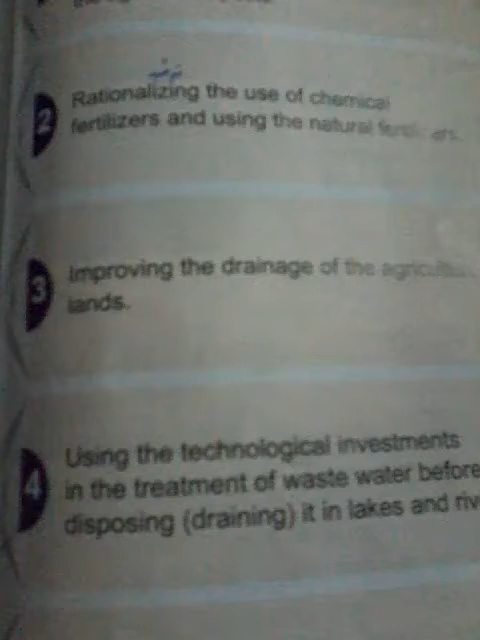 2
Rationalizing the use of chemical
fertilizers and using the natural
3
Improving the drainage of the
lands.
4
Using the technological investments
in the treatment of waste water before
disposing (draining) it in lakes and